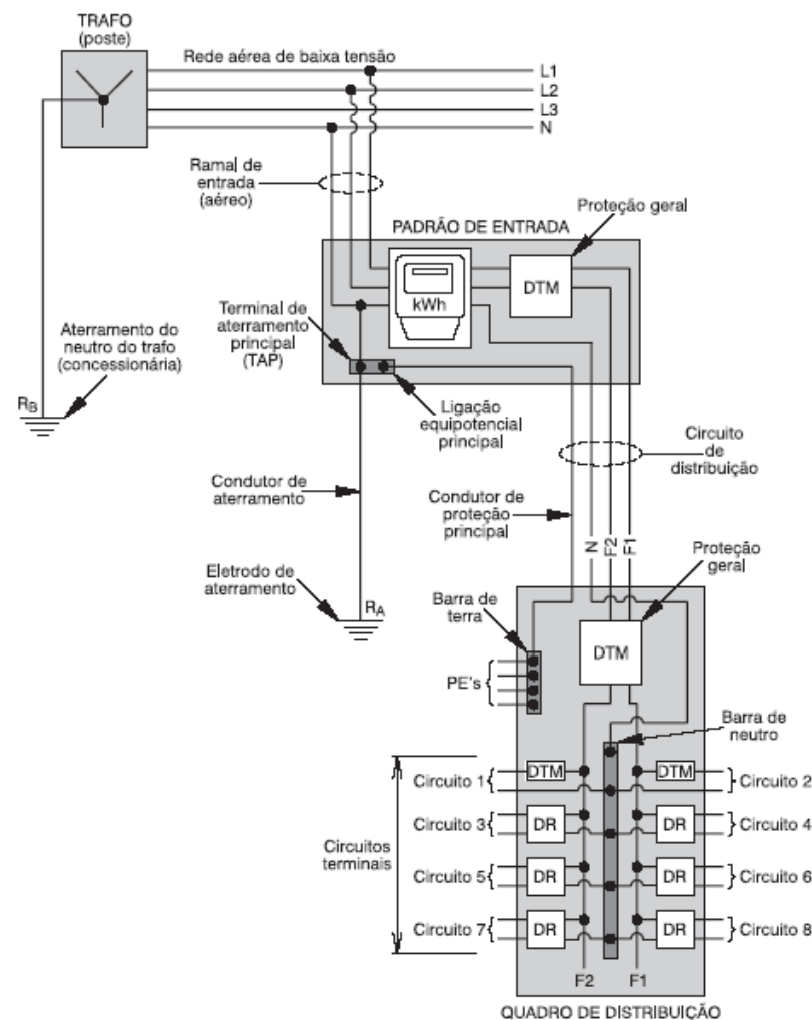 TRAFO
(poste)
Rede aérea de baixa tensão
L1
L2
L3
N
Ramal de
entrada
(aéreo)
PADRÃO DE ENTRADA
Proteção geral
kWh
DTM
Terminal de
aterramento
principal
(TAP)
Aterramento do
neutro do trafo
(concessionária)
RB
Ligação
equipotencial
principal
Circuito
de
distribuição
Condutor de
aterramento
Condutor de
proteção
principal
N
F2
F1
Proteção
geral
Eletrodo de
aterramento
RA
Barra de
terra
DTM
PE's
Barra de
neutro
Circuito 1
DTM
DTM
Circuito 2
Circuito 3
DR
DR
Circuito 4
Circuitos
terminais
Circuito 5
DR
DR
Circuito 6
Circuito 7
DR
DR
Circuito 8
F2
F1
QUADRO DE DISTRIBUIÇÃO